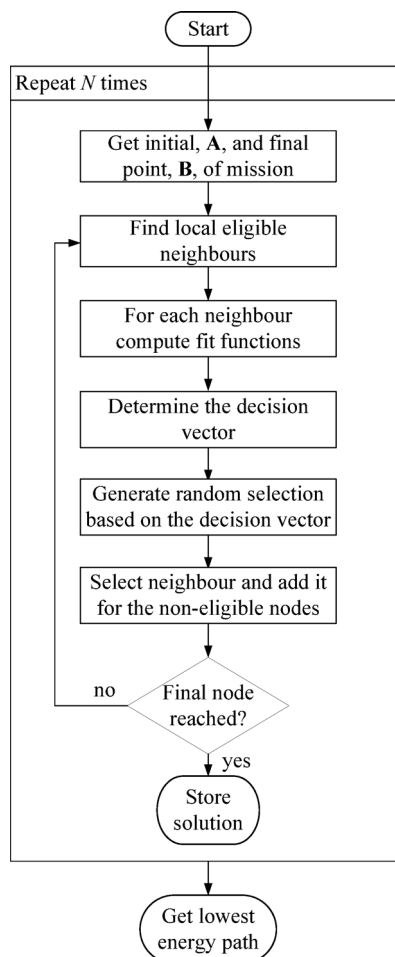 Start
Repeat N times
Get initial, A, and final
point, B, of mission
Find local eligible
neighbours
For each neighbour
compute fit functions
Determine the decision
vector
Generate random selection
based on the decision vector
Select neighbour and add it
for the non-eligible nodes
no
Final node
reached?
yes
Store
solution
Get lowest
energy path